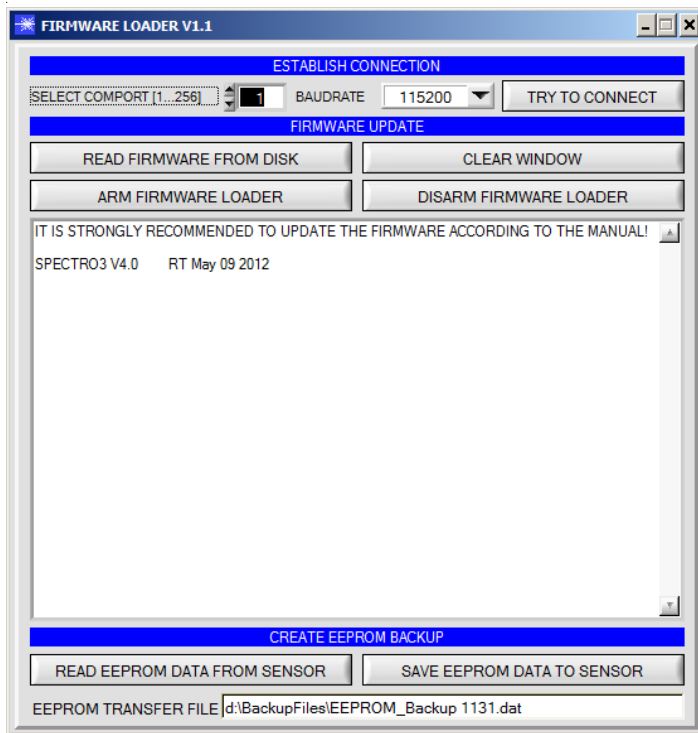 FIRMWARE LOADER V1.1
ESTABLISH CONNECTION
SELECT COMPORT [1...256] 1 BAUDRATE 115200 TRY TO CONNECT
FIRMWARE UPDATE
READ FIRMWARE FROM DISK CLEAR WINDOW
ARM FIRMWARE LOADER DISARM FIRMWARE LOADER
IT IS STRONGLY RECOMMENDED TO UPDATE THE FIRMWARE ACCORDING TO THE MANUAL!
SPECTRO3 V4.0 RT May 09 2012
CREATE EEPROM BACKUP
READ EEPROM DATA FROM SENSOR SAVE EEPROM DATA TO SENSOR
EEPROM TRANSFER FILE d:\BackupFiles\EEPROM_Backup 1131.dat